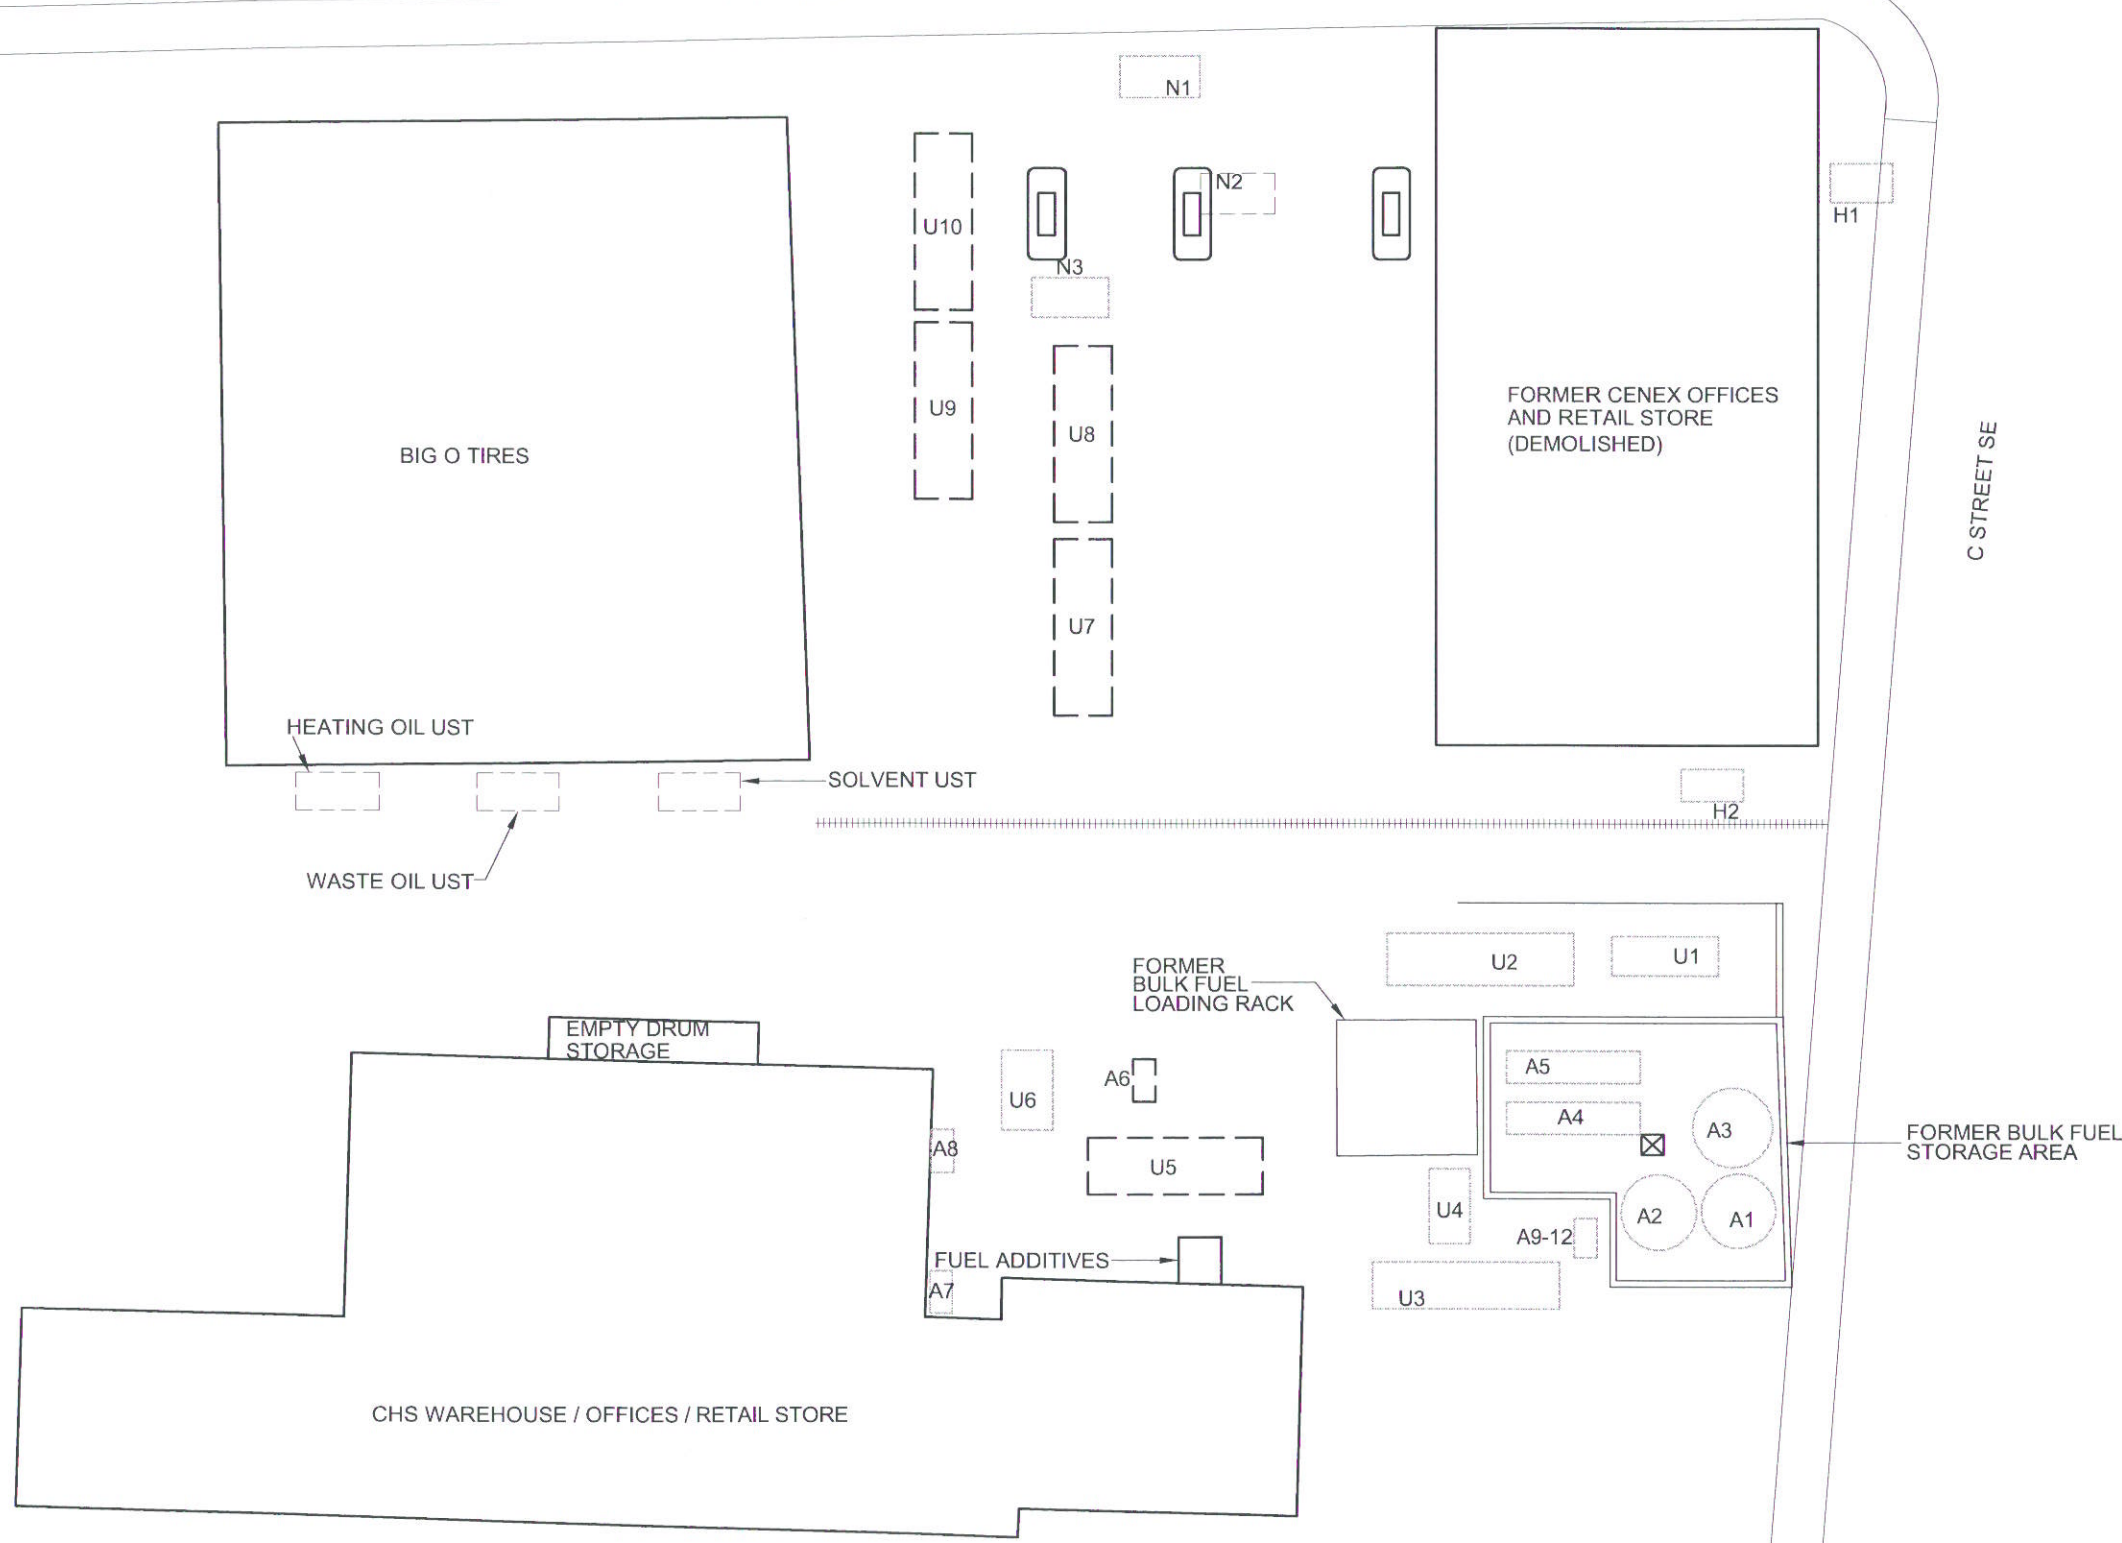 N1
N2
H1
U10
N3
FORMER CENEX OFFICES
AND RETAIL STORE
(DEMOLISHED)
U9
U8
BIG O TIRES
C STREET SE
U7
HEATING OIL UST
SOLVENT UST
H2
WASTE OIL UST
U2
U1
FORMER
BULK FUEL
LOADING RACK
EMPTY DRUM
STORAGE
A5
A6
U6
A4
A3
FORMER BULK FUEL
STORAGE AREA
A8
U5
U4
A2
A1
A9-12
FUEL ADDITIVES
A7
U3
CHS WAREHOUSE / OFFICES / RETAIL STORE